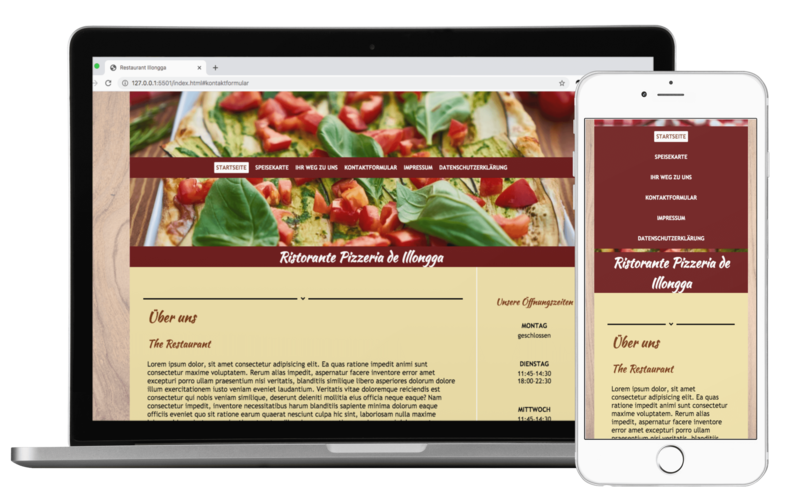 Restaurant Illongga
127.0.0.1:5501/index.html#kontaktformular
STARTSEITE SPEISEKARTE IHR WEG ZU UNS KONTAKTFORMULAR IMPRESSUM DATENSCHUTZERKLÄRUNG
Ristorante Pizzeria de Illongga
Über uns
The Restaurant
Lorem ipsum dolor, sit amet consectetur adipisicing elit. Ea quas ratione impedit animi sunt
consectetur maxime voluptatem. Rerum alias impedit, aspernatur facere inventore error amet
excepturi porro ullam praesentium nisi veritatis, blanditiis similique libero asperiores dolorum dolore
illum exercitationem iusto veniam eveniet laudantium. Veritatis vitae doloremque reiciendis est
consectetur qui nobis veniam similique, deserunt deleniti mollitia eius officia neque eaque? Nam
consectetur impedit, inventore necessitatibus harum blanditiis sapiente minima dolorum eaque
officiis eveniet quo sit ratione earum quaerat nesciunt culpa hic sint, laboriosam nulla maxime
Unsere Öffnungszeiten
MONTAG
geschlossen
DIENSTAG
11:45-14:30
18:00-22:30
MITTWOCH
11:45-14:30
STARTSEITE
SPEISEKARTE
IHR WEG ZU UNS
KONTAKTFORMULAR
IMPRESSUM
DATENSCHUTZERKLÄRUNG
Ristorante Pizzeria de
Illongga
Über uns
The Restaurant
Lorem ipsum dolor, sit amet
consectetur adipisicing elit. Ea quas
ratione impedit animi sunt consectetur
maxime voluptatem. Rerum alias
impedit, aspernatur facere inventore
error amet excepturi porro ullam
praesentium nisi veritatis, blanditiis